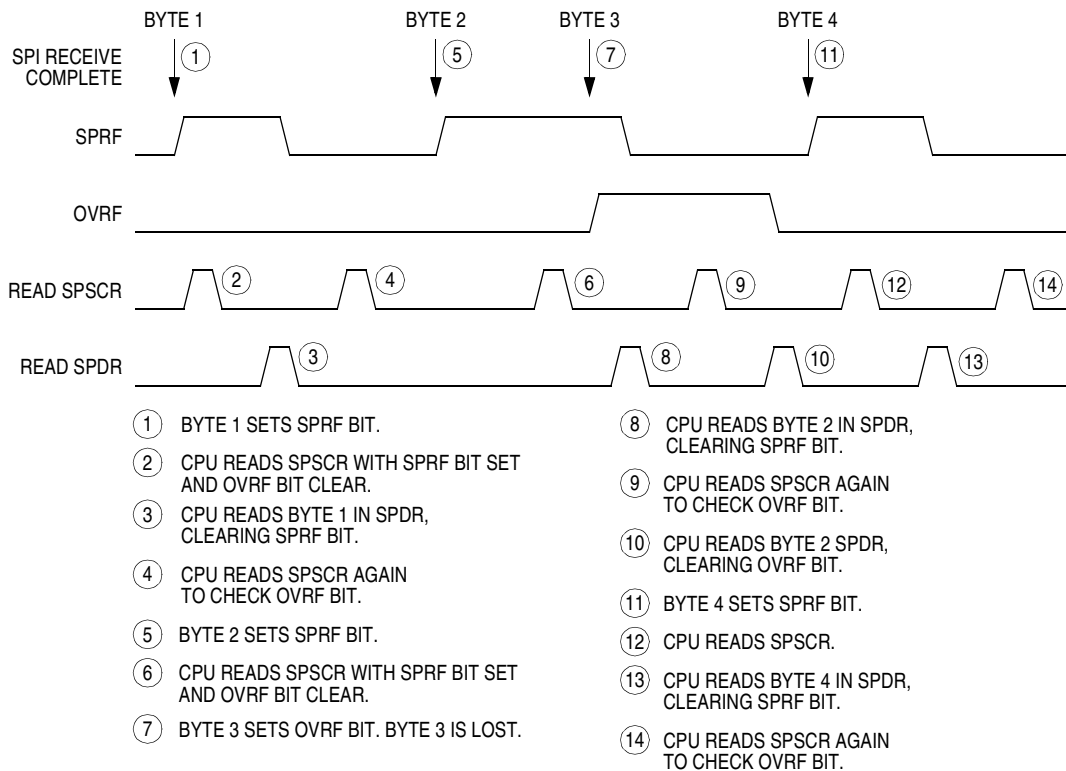 BYTE 1 BYTE 2 BYTE 3 BYTE 4
SPI RECEIVE
COMPLETE
1 5 7 11
SPRF
OVRF
READ SPSCR
2 4 6 9 12 14
READ SPDR
3 8 10 13
1 BYTE 1 SETS SPRF BIT.
2 CPU READS SPSCR WITH SPRF BIT SET
AND OVRF BIT CLEAR.
3 CPU READS BYTE 1 IN SPDR,
CLEARING SPRF BIT.
4 CPU READS SPSCR AGAIN
TO CHECK OVRF BIT.
5 BYTE 2 SETS SPRF BIT.
6 CPU READS SPSCR WITH SPRF BIT SET
AND OVRF BIT CLEAR.
7 BYTE 3 SETS OVRF BIT. BYTE 3 IS LOST.
8 CPU READS BYTE 2 IN SPDR,
CLEARING SPRF BIT.
9 CPU READS SPSCR AGAIN
TO CHECK OVRF BIT.
10 CPU READS BYTE 2 SPDR,
CLEARING OVRF BIT.
11 BYTE 4 SETS SPRF BIT.
12 CPU READS SPSCR.
13 CPU READS BYTE 4 IN SPDR,
CLEARING SPRF BIT.
14 CPU READS SPSCR AGAIN
TO CHECK OVRF BIT.